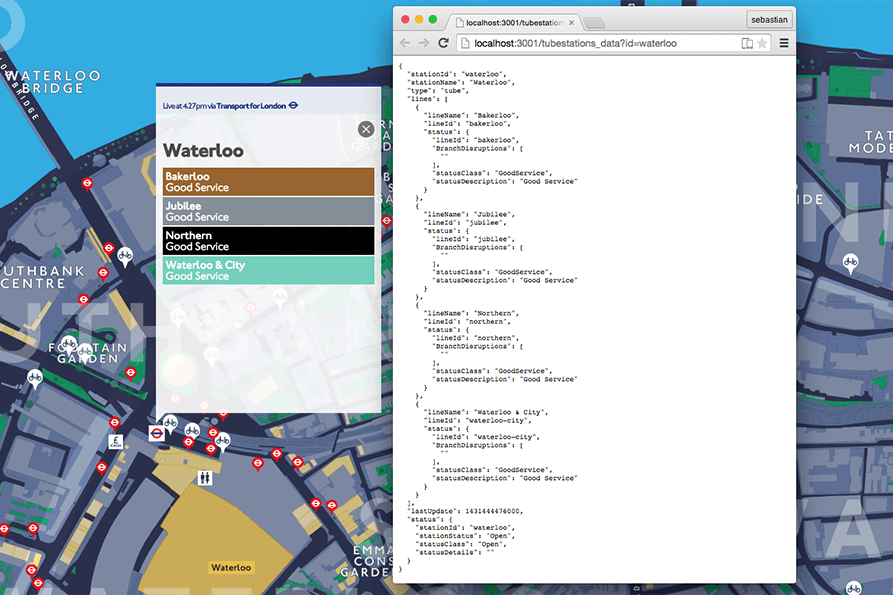 WATERLOO
BRIDGE
Live at 4.27pm via Transport for London
Waterloo
Bakerloo
Good Service
Jubilee
Good Service
Northern
Good Service
Waterloo & City
Good Service
FOUNTAIN
GARDEN
£
Waterloo
localhost:3001/tubestations
sebastian
localhost:3001/tubestations_data?id=waterloo
{
"stationId": "waterloo",
"stationName": "Waterloo",
"type": "tube",
"lines": [
{
"lineName": "Bakerloo",
"lineId": "bakerloo",
"status": {
"lineId": "bakerloo",
"BranchDisruptions": [
""
],
"statusClass": "GoodService",
"statusDescription": "Good Service"
}
},
{
"lineName": "Jubilee",
"lineId": "jubilee",
"status": {
"lineId": "jubilee",
"BranchDisruptions": [
""
],
"statusClass": "GoodService",
"statusDescription": "Good Service"
}
},
{
"lineName": "Northern",
"lineId": "northern",
"status": {
"lineId": "northern",
"BranchDisruptions": [
""
],
"statusClass": "GoodService",
"statusDescription": "Good Service"
}
},
{
"lineName": "Waterloo & City",
"lineId": "waterloo-city",
"status": {
"lineId": "waterloo-city",
"BranchDisruptions": [
""
],
"statusClass": "GoodService",
"statusDescription": "Good Service"
}
}
],
"lastUpdate": 1431444476000,
"status": {
"stationId": "waterloo",
"stationStatus": "Open",
"statusClass": "Open",
"statusDetails": ""
}
}
UTHBANK
CENTRE
EMMA
CONS
GARDE
TAT
MODE
IDE